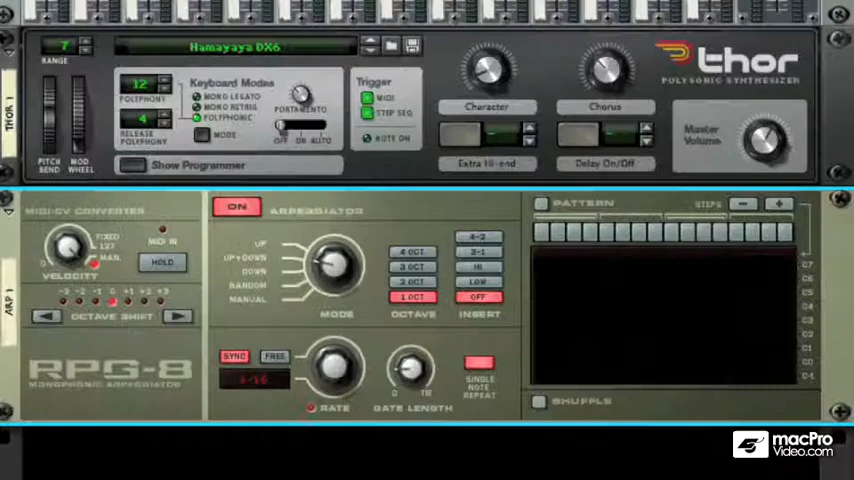 7
RANGE
Hamayaya DX6
thor
POLYSONIC SYNTHESIZER
THOR 1
12
POLYPHONY
4
RELEASE
POLYPHONY
Keyboard Modes
MONO LEGATO
MONO RETRIG
POLYPHONIC
MODE
PORTAMENTO
OFF ON AUTO
Trigger
MIDI
STEP SEQ
NOTE ON
Character
Chorus
Extra Hi-end
Delay On/Off
Master
Volume
PITCH
BEND
MOD
WHEEL
Show Programmer
ARP 1
MIDI-CV CONVERTER
FIXED
127
MAN.
0
VELOCITY
MIDI IN
HOLD
-3 -2 -1 0 +1 +2 +3
OCTAVE SHIFT
RPG-8
MONOPHONIC ARPEGGIATOR
ON
ARPEGGIATOR
UP
UP+DOWN
DOWN
RANDOM
MANUAL
MODE
4 OCT
3 OCT
2 OCT
1 OCT
OCTAVE
4-2
3-1
HI
LOW
OFF
INSERT
SYNC
FREE
1/16
RATE
0 TIE
GATE LENGTH
SINGLE
NOTE
REPEAT
PATTERN
STEPS
- +
C7
C6
C5
C4
C3
C2
C1
C0
C-1
SHUFFLE
macPro
Video.com